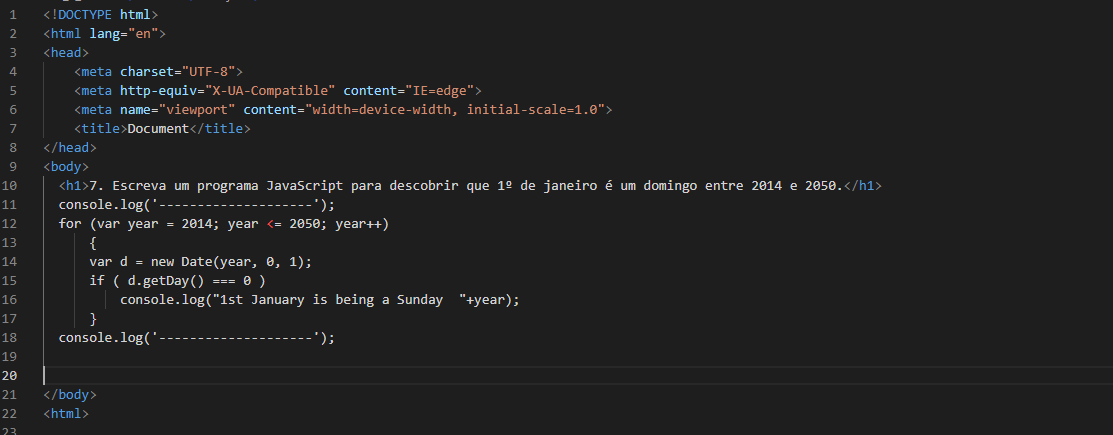 1 <!DOCTYPE html>
2 <html lang="en">
3 <head>
4     <meta charset="UTF-8">
5     <meta http-equiv="X-UA-Compatible" content="IE=edge">
6     <meta name="viewport" content="width=device-width, initial-scale=1.0">
7     <title>Document</title>
8 </head>
9 <body>
10   <h1>7. Escreva um programa JavaScript para descobrir que 1º de janeiro é um domingo entre 2014 e 2050.</h1>
11   console.log('--------------------');
12   for (var year = 2014; year <= 2050; year++)
13       {
14       var d = new Date(year, 0, 1);
15       if ( d.getDay() === 0 )
16           console.log("1st January is being a Sunday  "+year);
17       }
18   console.log('--------------------');
19
20
21 </body>
22 <html>
23